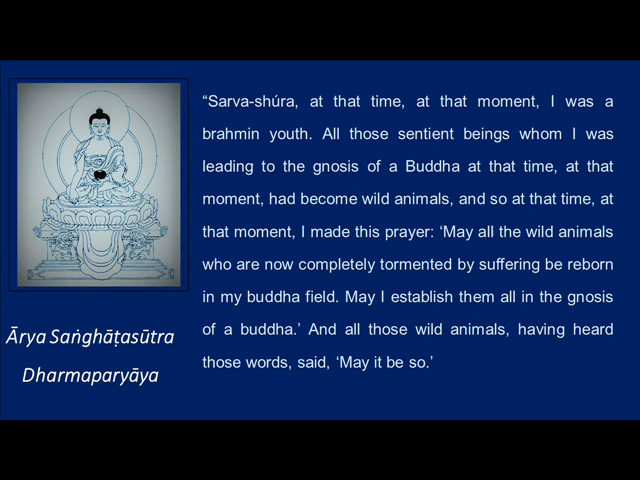 “Sarva-shúra, at that time, at that moment, I was a
brahmin youth. All those sentient beings whom I was
leading to the gnosis of a Buddha at that time, at that
moment, had become wild animals, and so at that time, at
that moment, I made this prayer: ‘May all the wild animals
who are now completely tormented by suffering be reborn
in my buddha field. May I establish them all in the gnosis
of a buddha.’ And all those wild animals, having heard
those words, said, ‘May it be so.’
Ārya Saṅghāṭasūtra
Dharmaparyāya